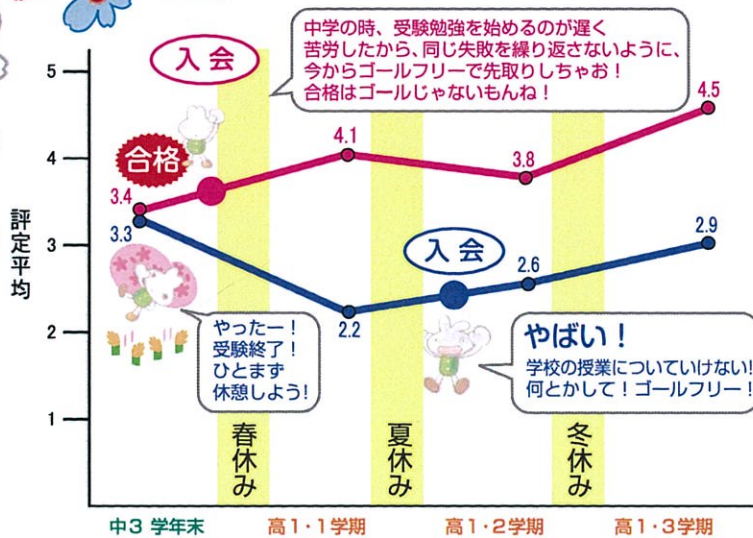 入会
中学の時、受験勉強を始めるのが遅く
苦労したから、同じ失敗を繰り返さないように、
今からゴールフリーで先取りしちゃお！
合格はゴールじゃないもんね！
5
4
3
2
1
評定平均
合格
3.4
4.1
3.8
4.5
3.3
2.2
2.6
2.9
入会
やったー！
受験終了！
ひとまず
休憩しよう！
やばい！
学校の授業についていけない！
何とかして！ゴールフリー！
春休み
夏休み
冬休み
中3 学年末
高1・1学期
高1・2学期
高1・3学期